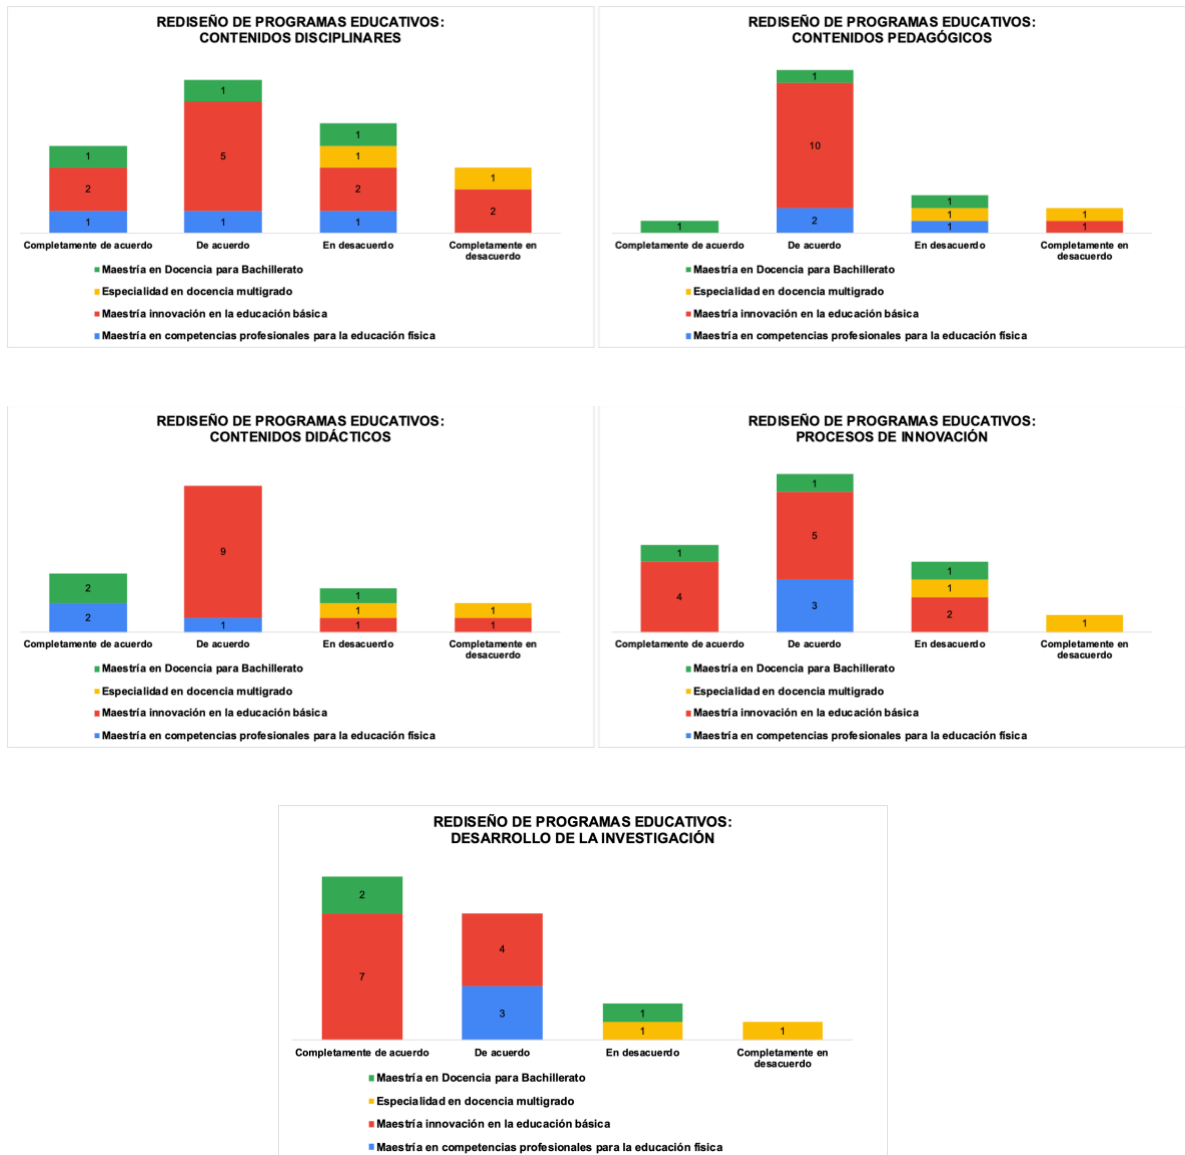 REDISEÑO DE PROGRAMAS EDUCATIVOS:
CONTENIDOS DISCIPLINARES
1
2
1
1
5
1
1
1
2
1
1
2
Completamente de acuerdo
De acuerdo
En desacuerdo
Completamente en
desacuerdo
Maestría en Docencia para Bachillerato
Especialidad en docencia multigrado
Maestría innovación en la educación básica
Maestría en competencias profesionales para la educación física
REDISEÑO DE PROGRAMAS EDUCATIVOS:
CONTENIDOS PEDAGÓGICOS
1
1
10
2
1
1
1
1
1
Completamente de acuerdo
De acuerdo
En desacuerdo
Completamente en
desacuerdo
Maestría en Docencia para Bachillerato
Especialidad en docencia multigrado
Maestría innovación en la educación básica
Maestría en competencias profesionales para la educación física
REDISEÑO DE PROGRAMAS EDUCATIVOS:
CONTENIDOS DIDÁCTICOS
2
2
9
1
1
1
1
1
1
Completamente de acuerdo
De acuerdo
En desacuerdo
Completamente en
desacuerdo
Maestría en Docencia para Bachillerato
Especialidad en docencia multigrado
Maestría innovación en la educación básica
Maestría en competencias profesionales para la educación física
REDISEÑO DE PROGRAMAS EDUCATIVOS:
PROCESOS DE INNOVACIÓN
1
4
1
5
3
1
1
2
1
Completamente de acuerdo
De acuerdo
En desacuerdo
Completamente en
desacuerdo
Maestría en Docencia para Bachillerato
Especialidad en docencia multigrado
Maestría innovación en la educación básica
Maestría en competencias profesionales para la educación física
REDISEÑO DE PROGRAMAS EDUCATIVOS:
DESARROLLO DE LA INVESTIGACIÓN
2
7
4
3
1
1
1
Completamente de acuerdo
De acuerdo
En desacuerdo
Completamente en
desacuerdo
Maestría en Docencia para Bachillerato
Especialidad en docencia multigrado
Maestría innovación en la educación básica
Maestría en competencias profesionales para la educación física